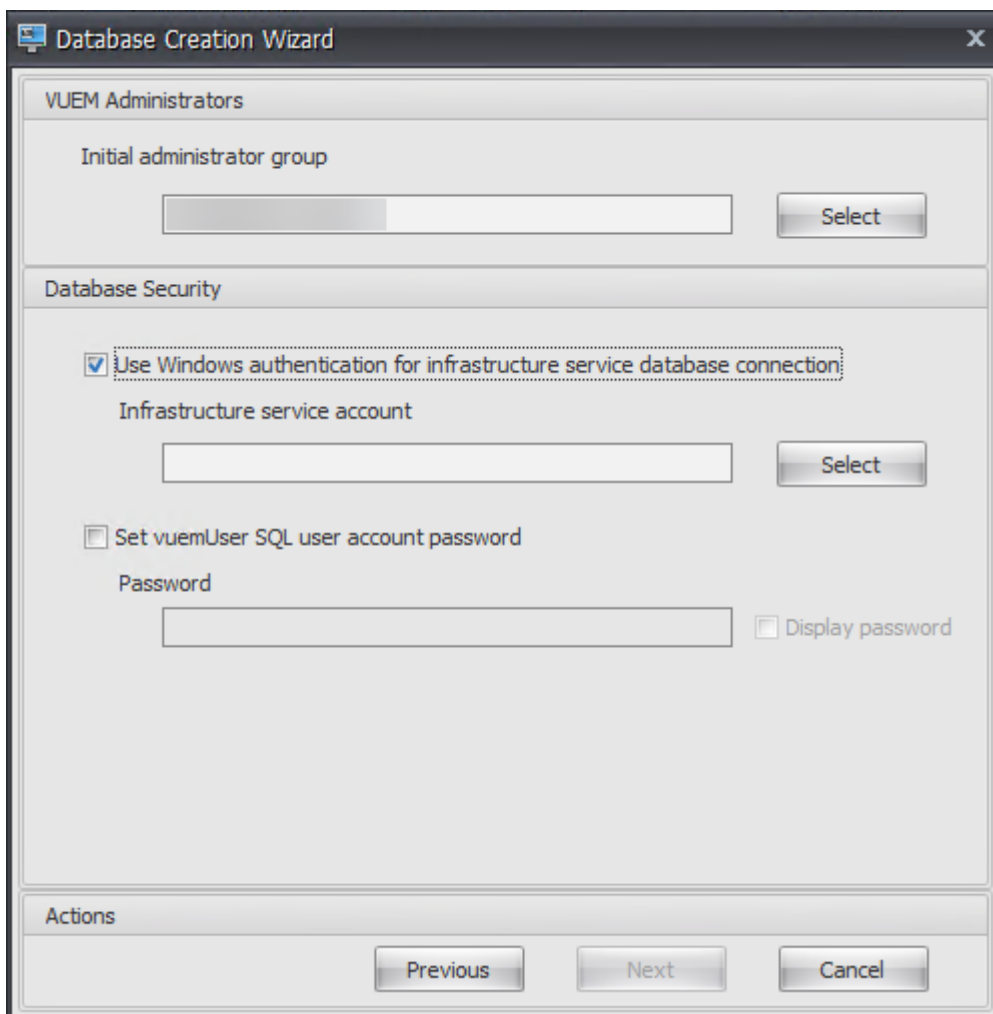 Database Creation Wizard
VUEM Administrators
Initial administrator group
Select
Database Security
Use Windows authentication for infrastructure service database connection
Infrastructure service account
Select
Set vuemUser SQL user account password
Password
Display password
Actions
Previous Next Cancel